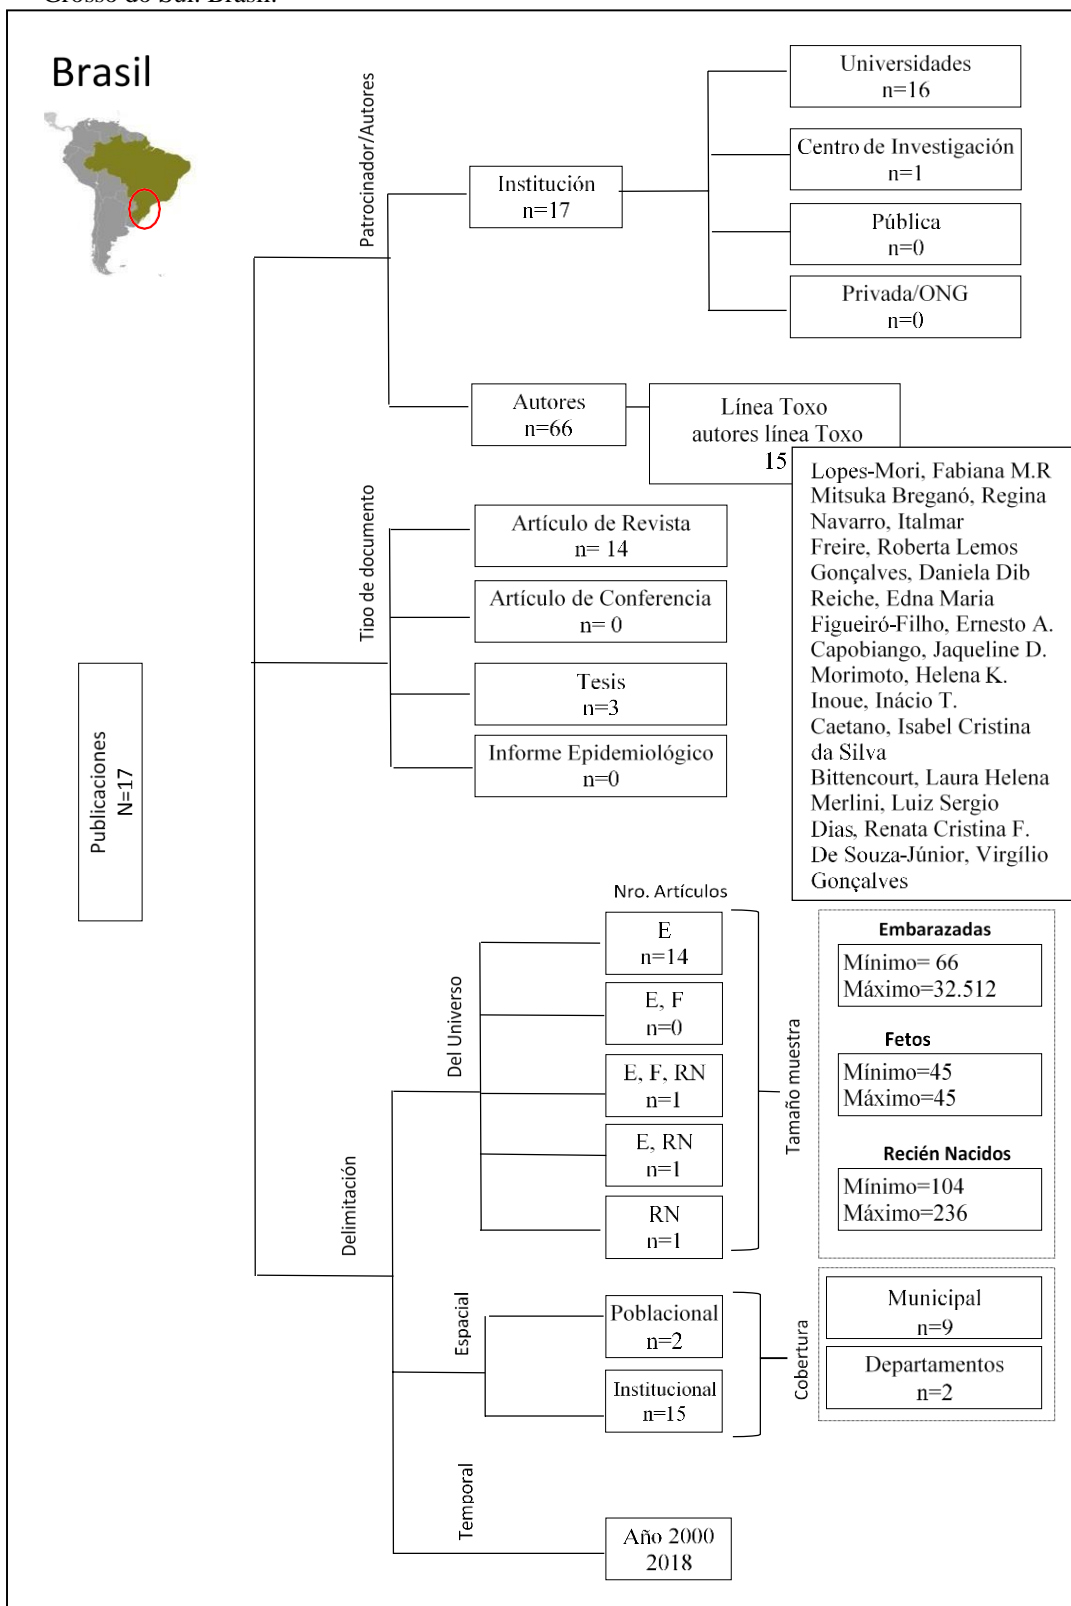 Grosso do Sul. Brasil.
Brasil
Patrocinador/Autores
Institución
n=17
Universidades
n=16
Centro de Investigación
n=1
Pública
n=0
Privada/ONG
n=0
Autores
n=66
Línea Toxo
autores línea Toxo
15
Lopes-Mori, Fabiana M.R
Mitsuka Breganó, Regina
Navarro, Italmar
Freire, Roberta Lemos
Gonçalves, Daniela Dib
Reiche, Edna Maria
Figueiró-Filho, Ernesto A.
Capobiango, Jaqueline D.
Morimoto, Helena K.
Inoue, Inácio T.
Caetano, Isabel Cristina
da Silva
Bittencourt, Laura Helena
Merlini, Luiz Sergio
Dias, Renata Cristina F.
De Souza-Júnior, Virgílio
Gonçalves
Tipo de documento
Artículo de Revista
n= 14
Artículo de Conferencia
n= 0
Tesis
n=3
Informe Epidemiológico
n=0
Publicaciones
N=17
Delimitación
Del Universo
Nro. Artículos
E
n=14
E, F
n=0
E, F, RN
n=1
E, RN
n=1
RN
n=1
Tamaño muestra
Embarazadas
Mínimo= 66
Máximo=32.512
Fetos
Mínimo=45
Máximo=45
Recién Nacidos
Mínimo=104
Máximo=236
Espacial
Poblacional
n=2
Institucional
n=15
Cobertura
Municipal
n=9
Departamentos
n=2
Temporal
Año 2000
2018